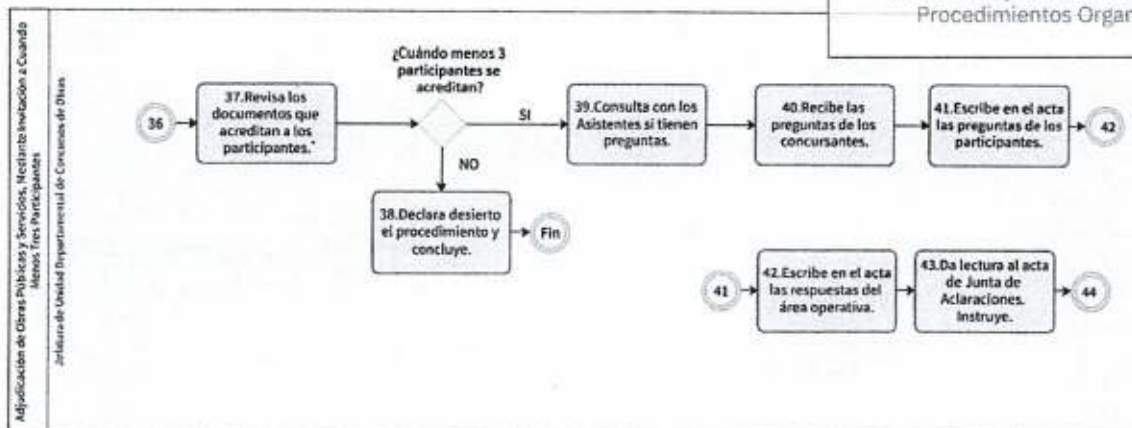 Procedimientos Organ
Adjudicación de Obras Públicas y Servicios, Mediante Invitación a Cuando
Menos Tres Participantes
Jefatura de Unidad Departamental de Concursos de Obras
¿Cuándo menos 3
participantes se
acreditan?
36
37.Revisa los
documentos que
acreditan a los
participantes.*
SI
NO
38.Declara desierto
el procedimiento y
concluye.
Fin
39.Consulta con los
Asistentes si tienen
preguntas.
40.Recibe las
preguntas de los
concursantes.
41.Escribe en el acta
las preguntas de los
participantes.
42
41
42.Escribe en el acta
las respuestas del
área operativa.
43.Da lectura al acta
de Junta de
Aclaraciones.
Instruye.
44